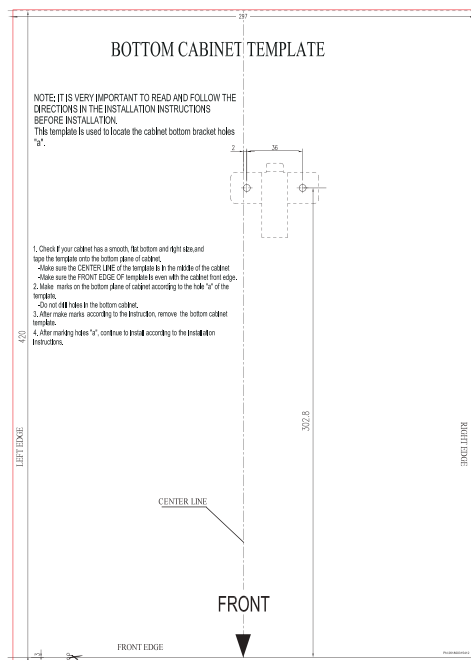 297
BOTTOM CABINET TEMPLATE
NOTE: IT IS VERY IMPORTANT TO READ AND FOLLOW THE
DIRECTIONS IN THE INSTALLATION INSTRUCTIONS
BEFORE INSTALLATION.
This template is used to locate the cabinet bottom bracket holes
"a".
2
36
1. Check if your cabinet has a smooth, flat bottom and right size,and
tape the template onto the bottom plane of cabinet.
-Make sure the CENTER LINE of the template is in the middle of the cabinet
-Make sure the FRONT EDGE OF template is even with the cabinet front edge.
2. Make marks on the bottom plane of cabinet according to the hole "a" of the
template.
-Do not drill holes in the bottom cabinet.
3. After make marks according to the instruction, remove the bottom cabinet
template.
4. After marking holes "a", continue to install according to the installation
instructions.
420
302.8
LEFT EDGE
RIGHT EDGE
CENTER LINE
FRONT
FRONT EDGE
3